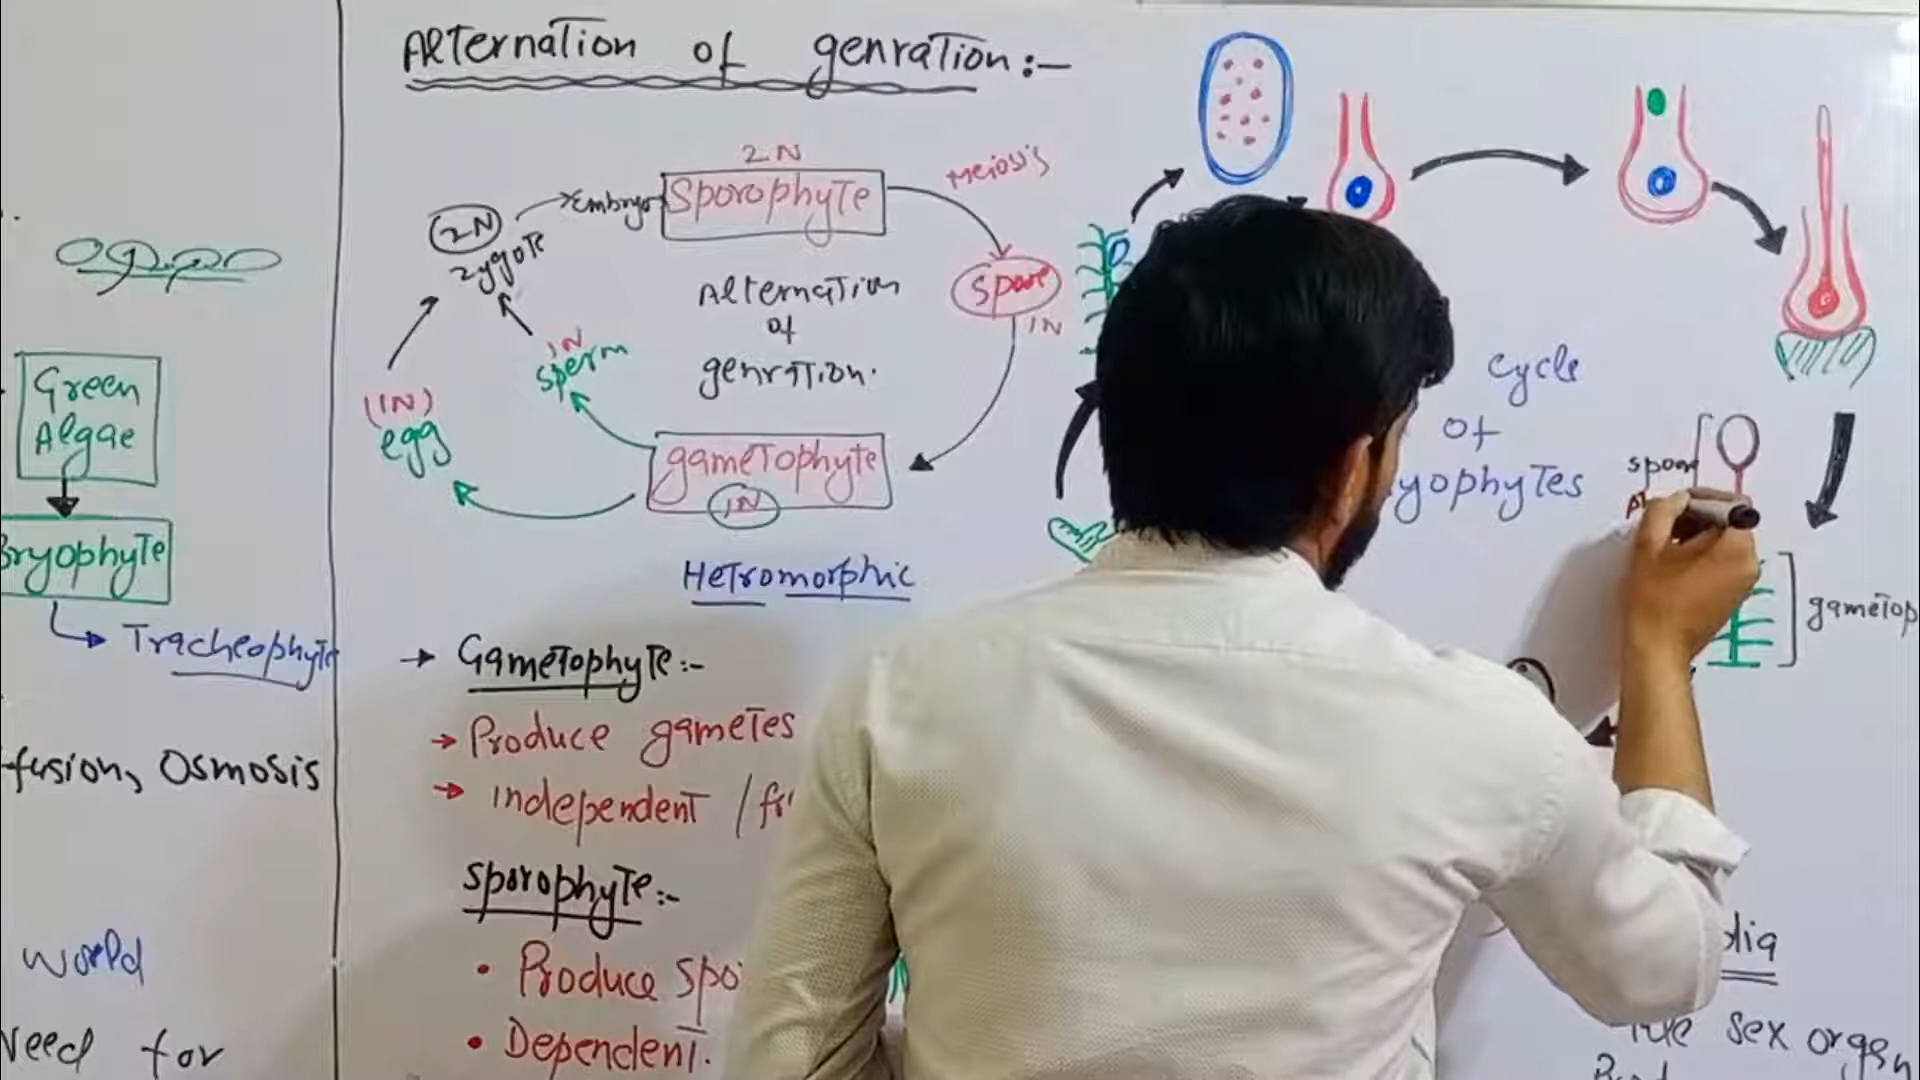 Green
Algae
Bryophyte
Tracheophyte
fusion, Osmosis
World
Need for
Alternation of genration:-
2N
Sporophyte
Embryo
2N
zygote
Meiosis
Spore
1N
Alternation
of
genration.
1N
sperm
(1N)
egg
gametophyte
1N
Hetromorphic
→ Gametophyte:-
→ Produce gametes
→ independent /
Sporophyte:-
• Produce
• Dependent.
cycle
of
yophytes
gametop
sex organ